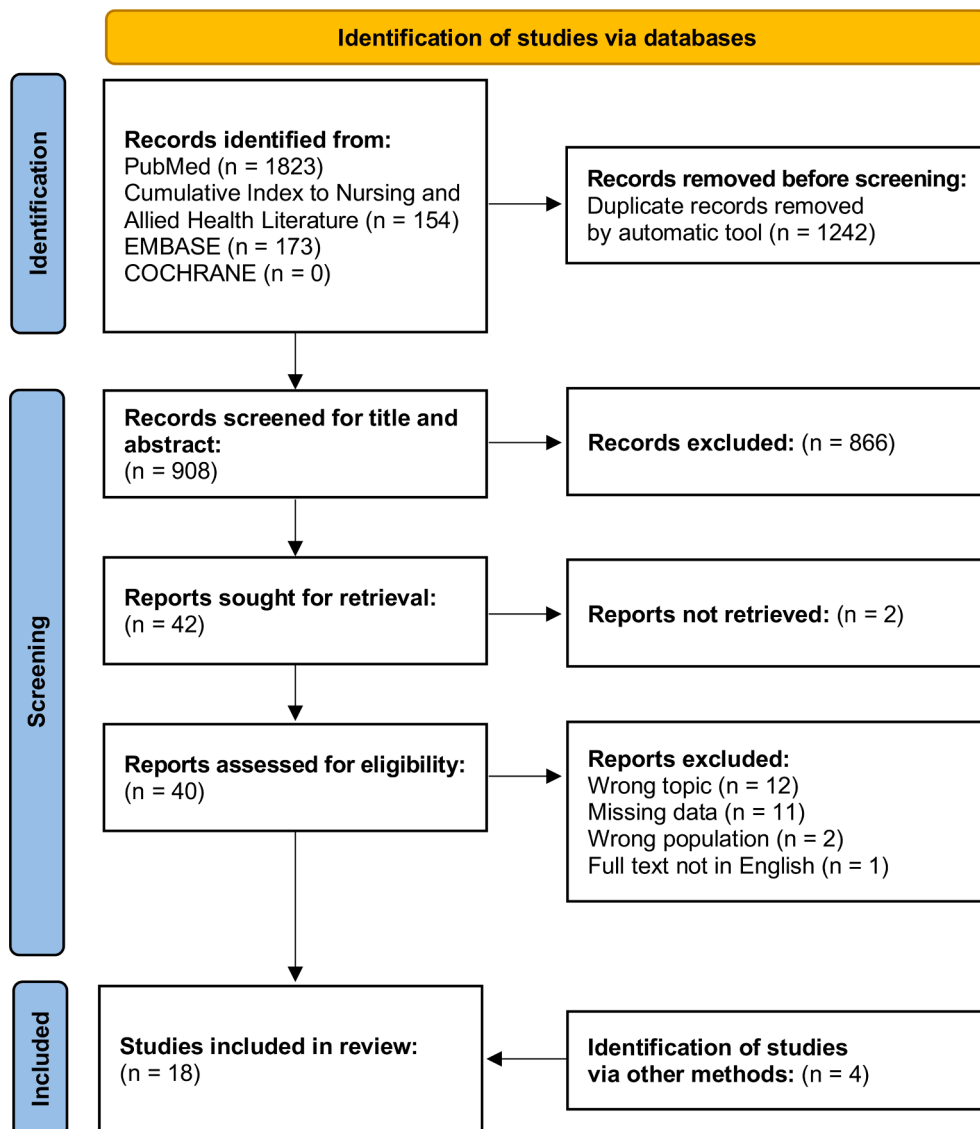 Identification of studies via databases
Identification
Records identified from:
PubMed (n = 1823)
Cumulative Index to Nursing and
Allied Health Literature (n = 154)
EMBASE (n = 173)
COCHRANE (n = 0)
Records removed before screening:
Duplicate records removed
by automatic tool (n = 1242)
Screening
Records screened for title and
abstract:
(n = 908)
Records excluded: (n = 866)
Reports sought for retrieval:
(n = 42)
Reports not retrieved: (n = 2)
Reports assessed for eligibility:
(n = 40)
Reports excluded:
Wrong topic (n = 12)
Missing data (n = 11)
Wrong population (n = 2)
Full text not in English (n = 1)
Included
Studies included in review:
(n = 18)
Identification of studies
via other methods: (n = 4)